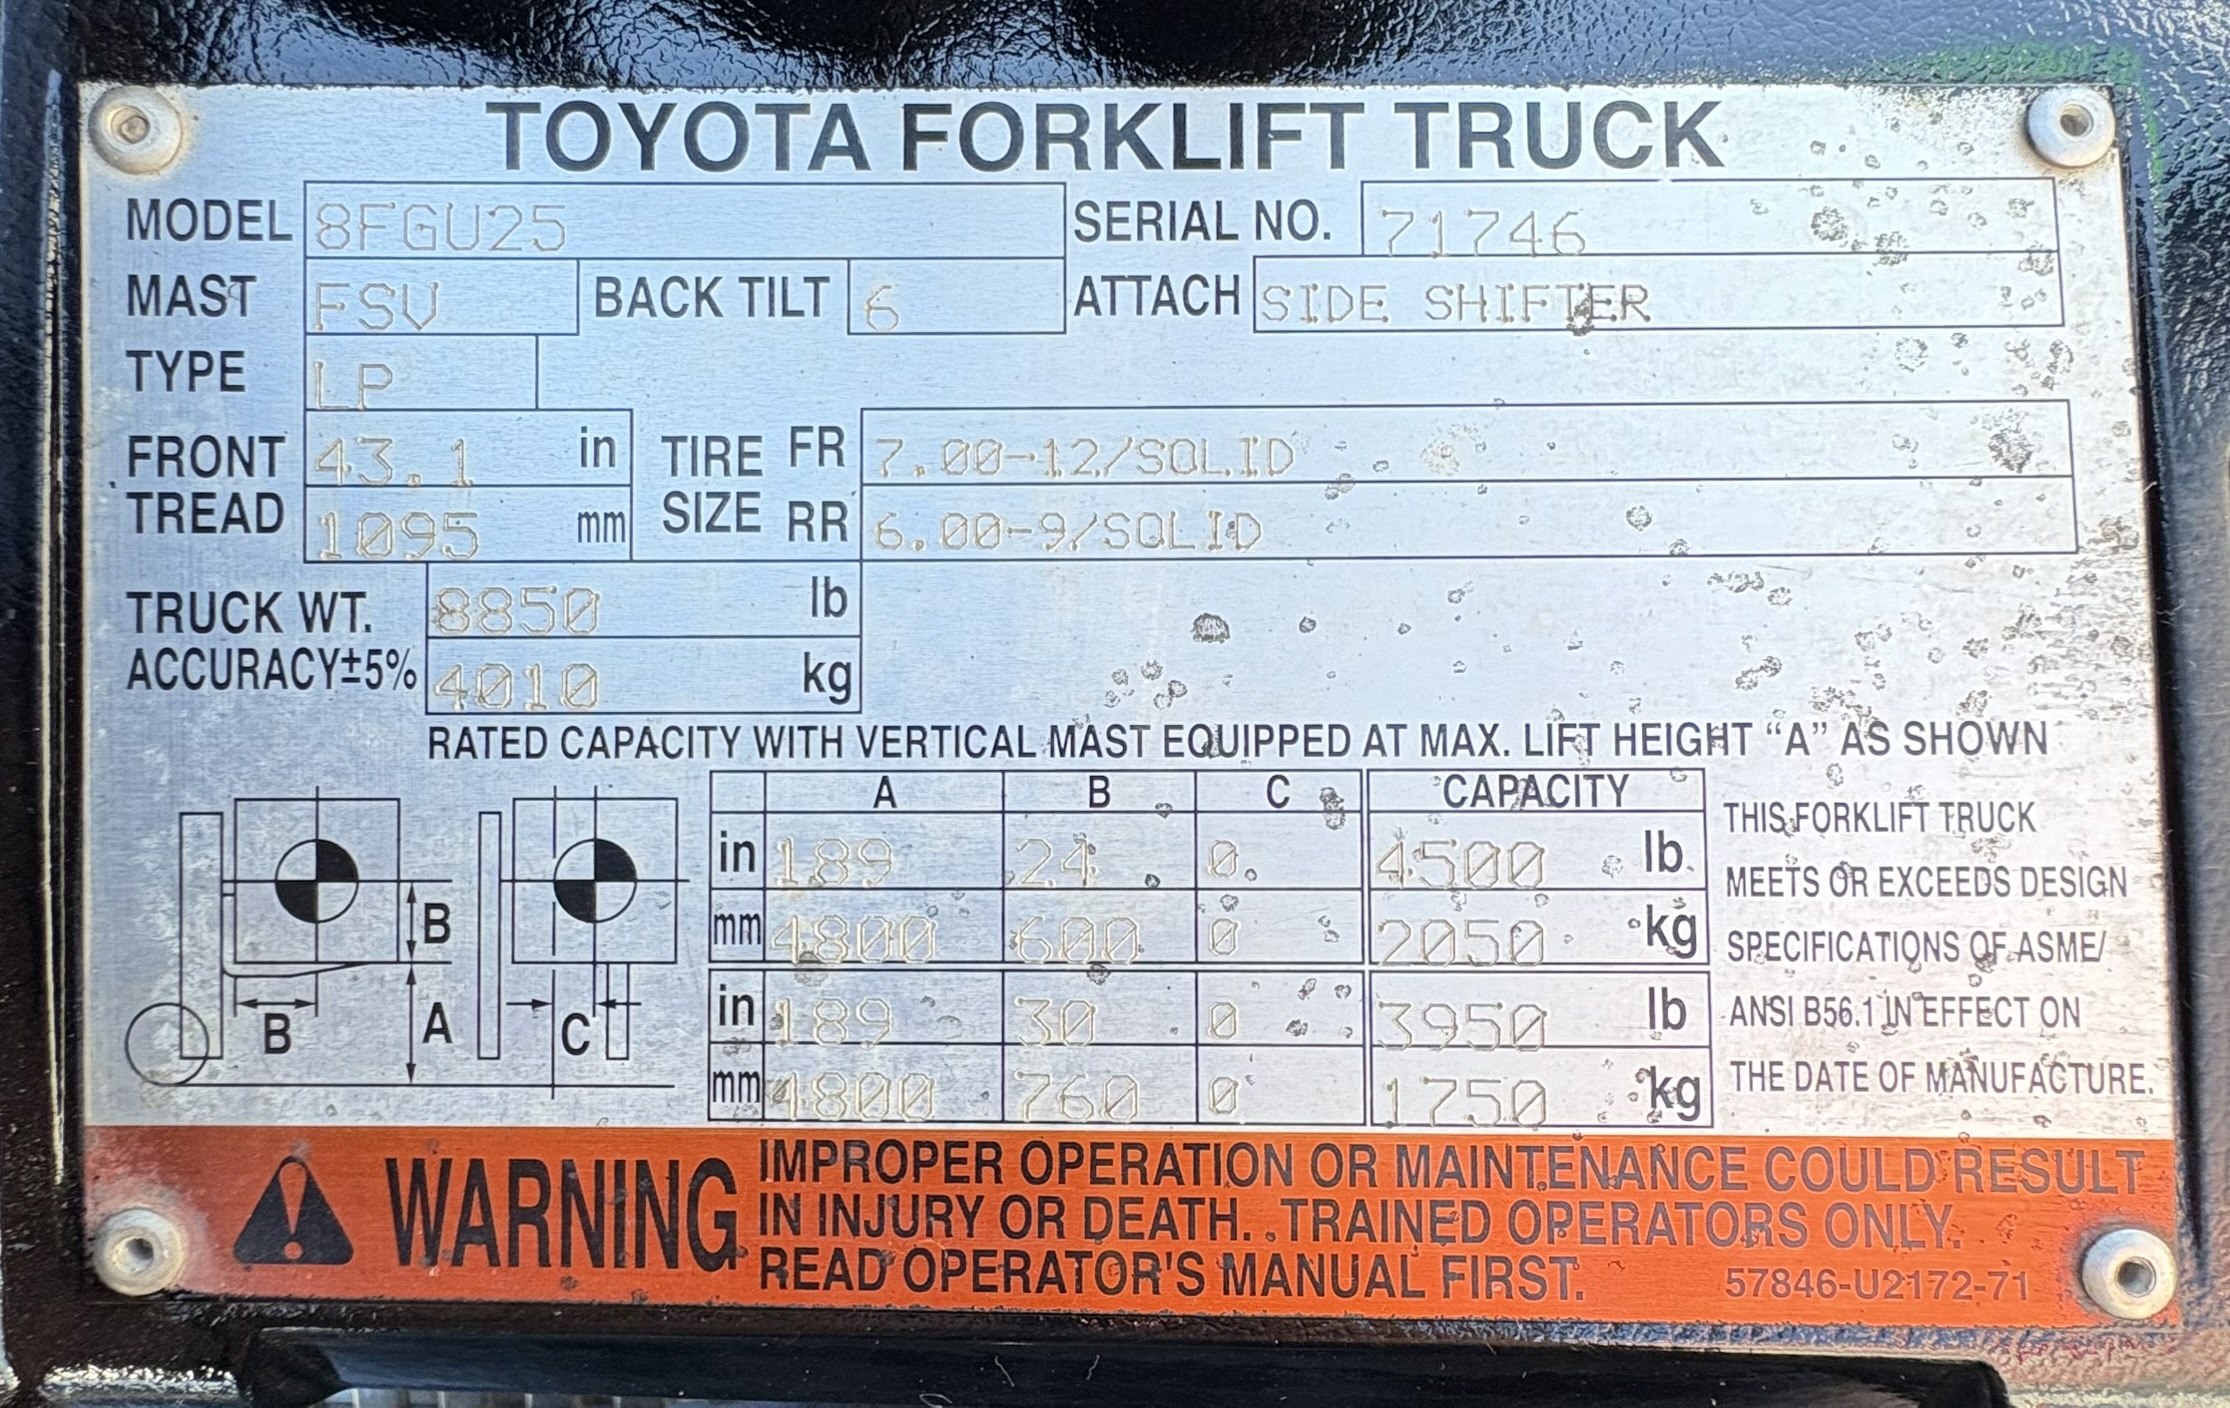 TOYOTA FORKLIFT TRUCK
MODEL 8FGU25 SERIAL NO. 71746
MAST FSV BACK TILT 6 ATTACH SIDE SHIFTER
TYPE LP
FRONT TREAD 43.1 in TIRE SIZE FR 7.00-12/SOLID
1095 mm RR 6.00-9/SOLID
TRUCK WT. 8850 lb
ACCURACY±5% 4010 kg
RATED CAPACITY WITH VERTICAL MAST EQUIPPED AT MAX. LIFT HEIGHT “A” AS SHOWN
A B C CAPACITY
in 189 24 0 4500 lb
mm 4800 600 0 2050 kg
in 189 30 0 3950 lb
mm 4800 760 0 1750 kg
B
B A C
THIS FORKLIFT TRUCK
MEETS OR EXCEEDS DESIGN
SPECIFICATIONS OF ASME/
ANSI B56.1 IN EFFECT ON
THE DATE OF MANUFACTURE.
WARNING
IMPROPER OPERATION OR MAINTENANCE COULD RESULT
IN INJURY OR DEATH. TRAINED OPERATORS ONLY.
READ OPERATOR'S MANUAL FIRST. 57846-U2172-71